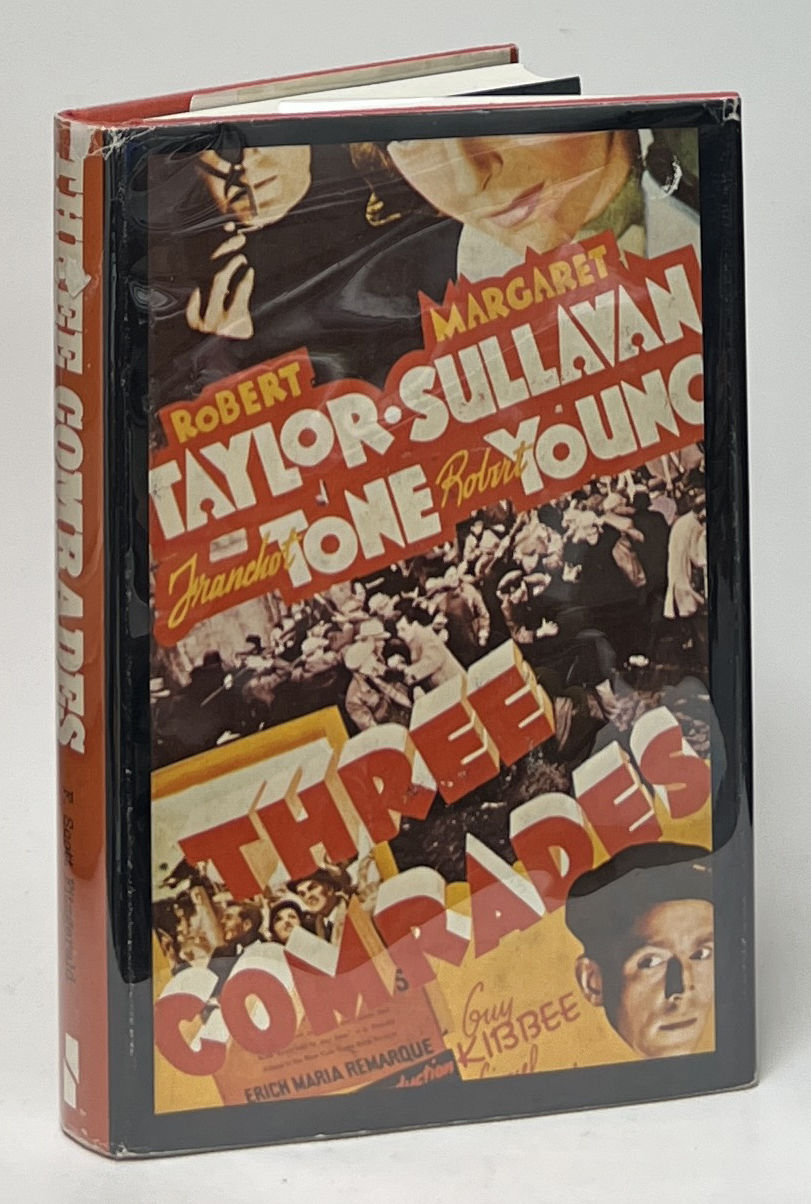 THREE COMRADES
F. Scott Fitzgerald
ROBERT
MARGARET
TAYLOR·SULLAVAN
Franchot TONE Robert YOUNG
THREE
COMRADES
ERICH MARIA REMARQUE
Guy
KIBBEE